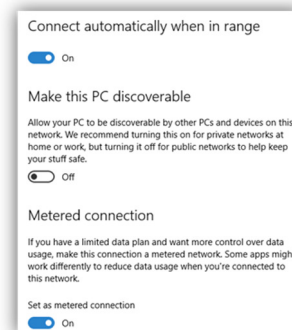 Connect automatically when in range
On
Make this PC discoverable
Allow your PC to be discoverable by other PCs and devices on this
network. We recommend turning this on for private networks at
home or work, but turning it off for public networks to help keep
your stuff safe.
Off
Metered connection
If you have a limited data plan and want more control over data
usage, make this connection a metered network. Some apps migh
work differently to reduce data usage when you're connected to
this network.
Set as metered connection
On